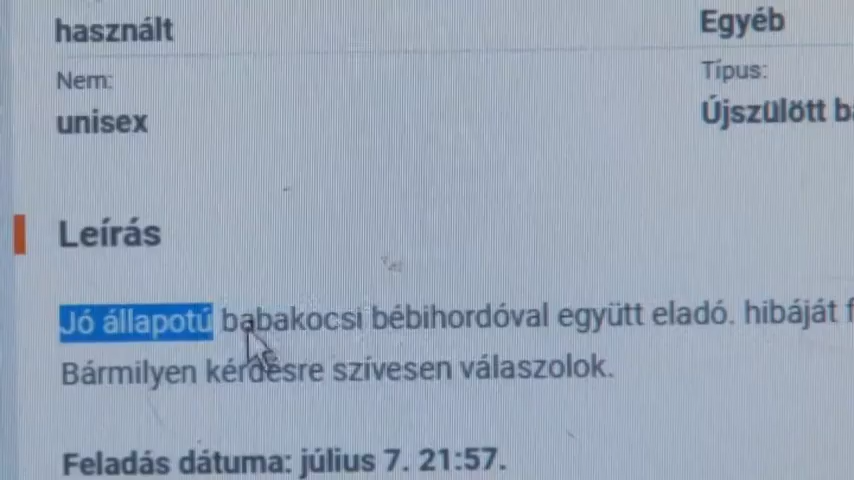 használt
Egyéb
Nem:
Típus:
unisex
Újszülött
Leírás
Jó állapotú babakocsi bébihordóval együtt eladó. hibáját
Bármilyen kérdésre szívesen válaszolok.
Feladás dátuma: július 7. 21:57.